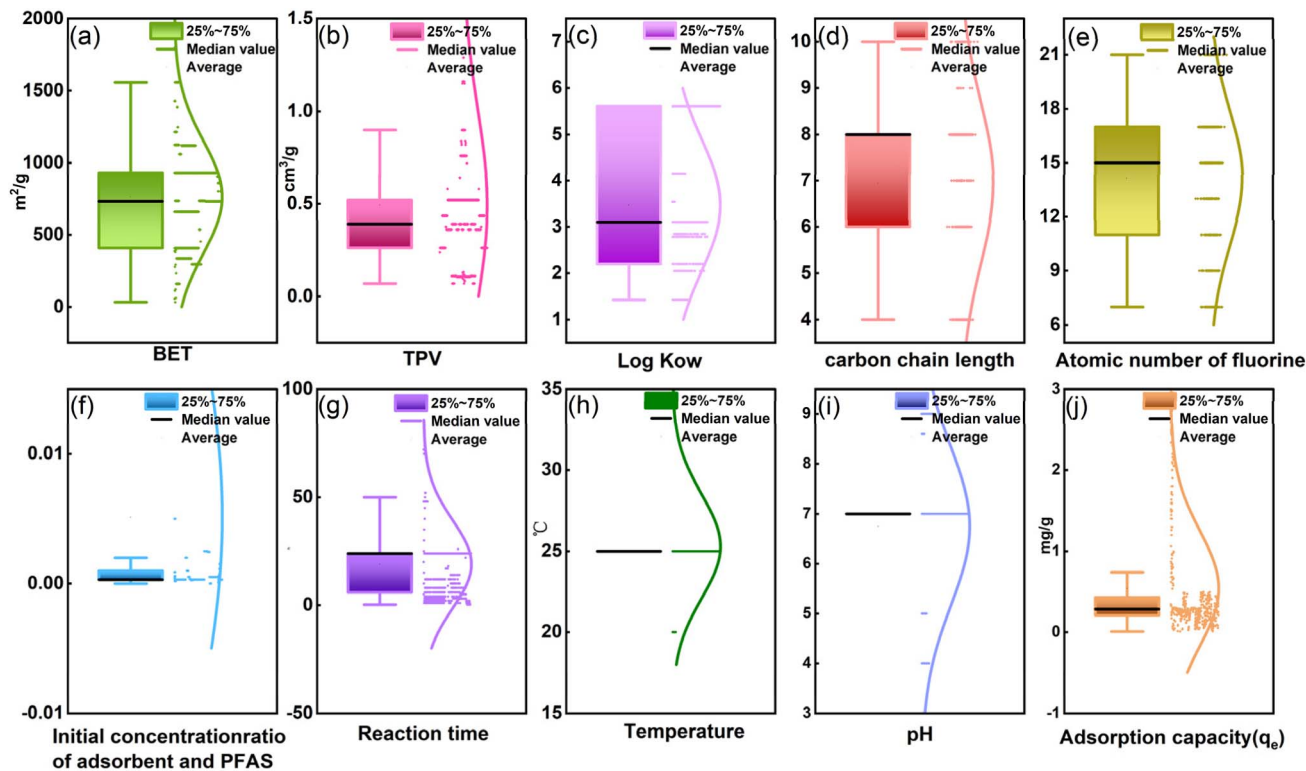 (a)
25%~75%
Median value
Average
2000
1500
1000
500
0
m²/g
BET
(b)
25%~75%
Median value
Average
1.5
1.0
0.5
0.0
cm³/g
TPV
(c)
25%~75%
Median value
Average
7
6
5
4
3
2
1
Log Kow
(d)
25%~75%
Median value
Average
10
9
8
7
6
5
4
carbon chain length
(e)
25%~75%
Median value
Average
21
18
15
12
9
6
Atomic number of fluorine
(f)
25%~75%
Median value
Average
0.01
0.00
-0.01
Initial concentrationratio
of adsorbent and PFAS
(g)
25%~75%
Median value
Average
100
50
0
-50
Reaction time
(h)
25%~75%
Median value
Average
35
30
25
20
15
℃
Temperature
(i)
25%~75%
Median value
Average
9
8
7
6
5
4
3
pH
(j)
25%~75%
Median value
Average
3
2
1
0
-1
mg/g
Adsorption capacity(qₑ)